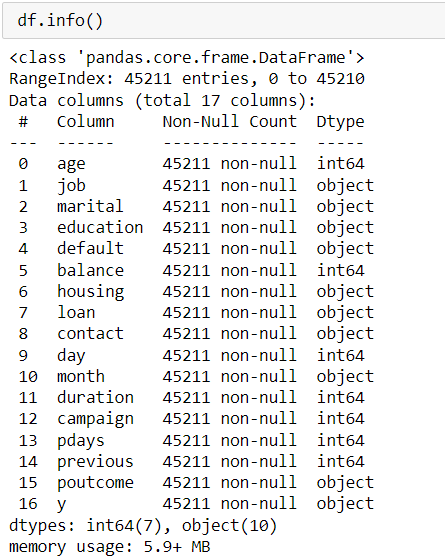 df.info()
<class 'pandas.core.frame.DataFrame'>
RangeIndex: 45211 entries, 0 to 45210
Data columns (total 17 columns):
 #   Column     Non-Null Count  Dtype
---  ------     --------------  -----
 0   age        45211 non-null  int64
 1   job        45211 non-null  object
 2   marital    45211 non-null  object
 3   education  45211 non-null  object
 4   default    45211 non-null  object
 5   balance    45211 non-null  int64
 6   housing    45211 non-null  object
 7   loan       45211 non-null  object
 8   contact    45211 non-null  object
 9   day        45211 non-null  int64
 10  month      45211 non-null  object
 11  duration   45211 non-null  int64
 12  campaign   45211 non-null  int64
 13  pdays      45211 non-null  int64
 14  previous   45211 non-null  int64
 15  poutcome   45211 non-null  object
 16  y          45211 non-null  object
dtypes: int64(7), object(10)
memory usage: 5.9+ MB